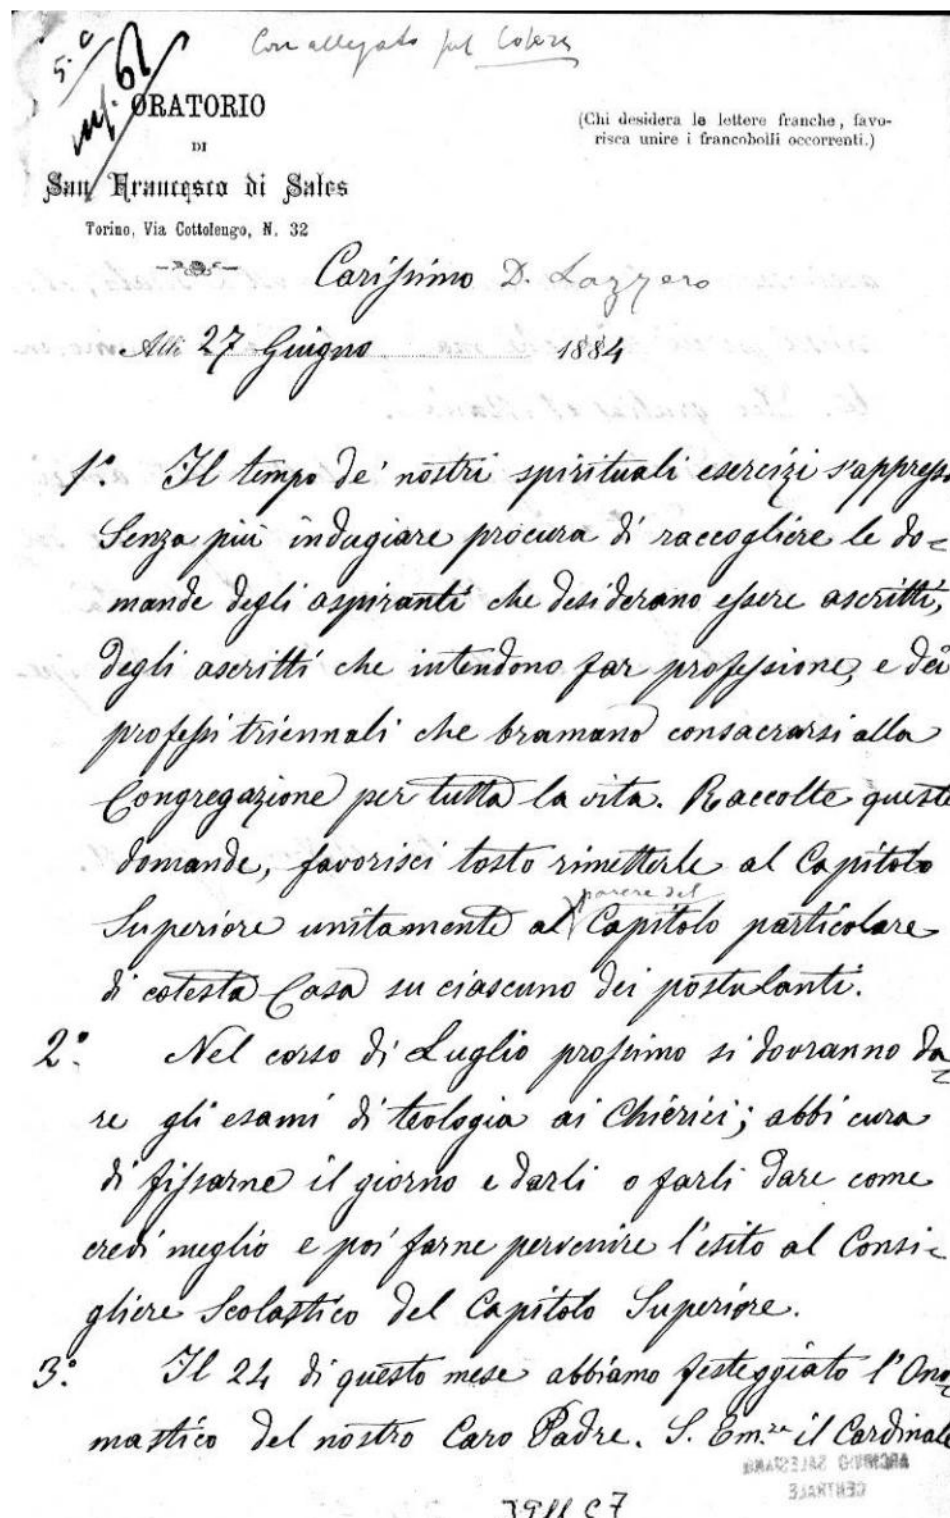 Con allegato sul Colera
5.º
inf. 61
ORATORIO
DI
San Francesco di Sales
Torino, Via Cottolengo, N. 32
(Chi desidera le lettere franche, favo-
risca unire i francobolli occorrenti.)
Carissimo D. Lazzero
Alli 27 Giugno 1884
1º. Il tempo de' nostri spirituali esercizi s'appressa
Senza più indugiare procura di raccogliere le do=
mande degli aspiranti che desiderano essere ascritti,
degli ascritti che intendono far professione, e dei
professi triennali che bramano consacrarsi alla
Congregazione per tutta la vita. Raccolte queste
domande, favorisci tosto rimetterle al Capitolo
parere del
Superiore unitamente al Capitolo particolare
di cotesta Casa su ciascuno dei postulanti.
2º. Nel corso di Luglio prossimo si dovranno da=
re gli esami di teologia ai Chierici; abbi cura
di fissarne il giorno e darli o farli dare come
credi meglio e poi farne pervenire l'esito al Consi=
gliere Scolastico del Capitolo Superiore.
3º. Il 24 di questo mese abbiamo festeggiato l'Ono=
mastico del nostro Caro Padre. S. Em.za il Cardinale
ARCHIVIO SALESIANO
CENTRALE